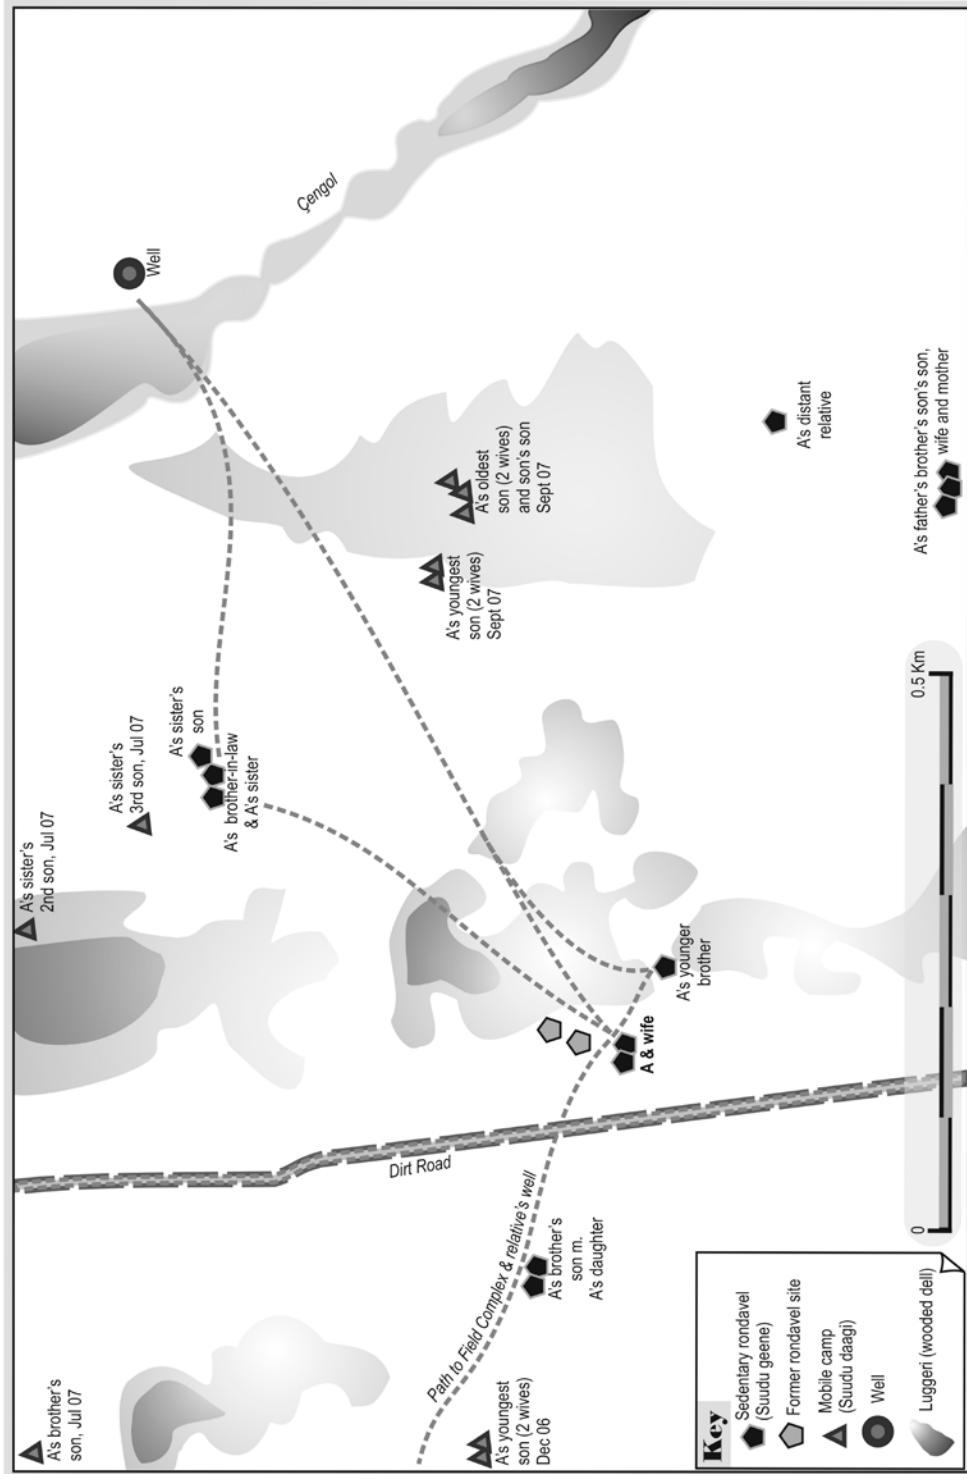 A's brother's
son, Jul 07
A's sister's
2nd son, Jul 07
A's sister's
3rd son, Jul 07
A's sister's
son
A's brother-in-law
& A's sister
Well
Çengol
Dirt Road
Path to Field Complex & relative's well
A's youngest
son (2 wives)
Dec 06
A's brother's
son m.
A's daughter
A & wife
A's younger
brother
A's youngest
son (2 wives)
Sept 07
A's oldest
son (2 wives)
and son's son
Sept 07
A's distant
relative
A's father's brother's son's son,
wife and mother
Key
Sedentary rondavel
(Suudu geene)
Former rondavel site
Mobile camp
(Suudu daagi)
Well
Luggeri (wooded dell)
0
0.5 Km